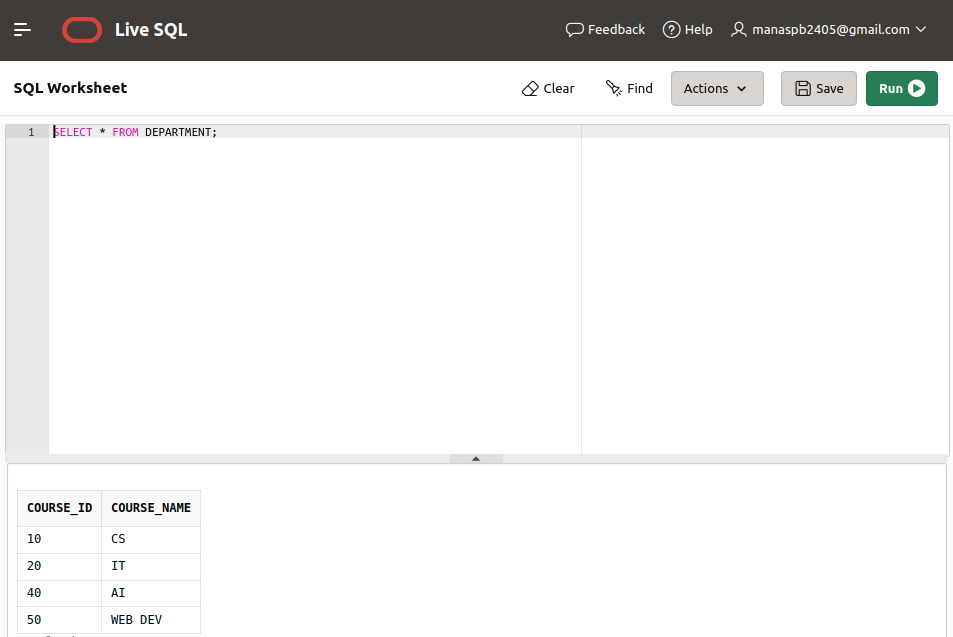 Live SQL
Feedback
Help
manaspb2405@gmail.com
SQL Worksheet
Clear
Find
Actions
Save
Run
1 SELECT * FROM DEPARTMENT;
COURSE_ID COURSE_NAME
10 CS
20 IT
40 AI
50 WEB DEV